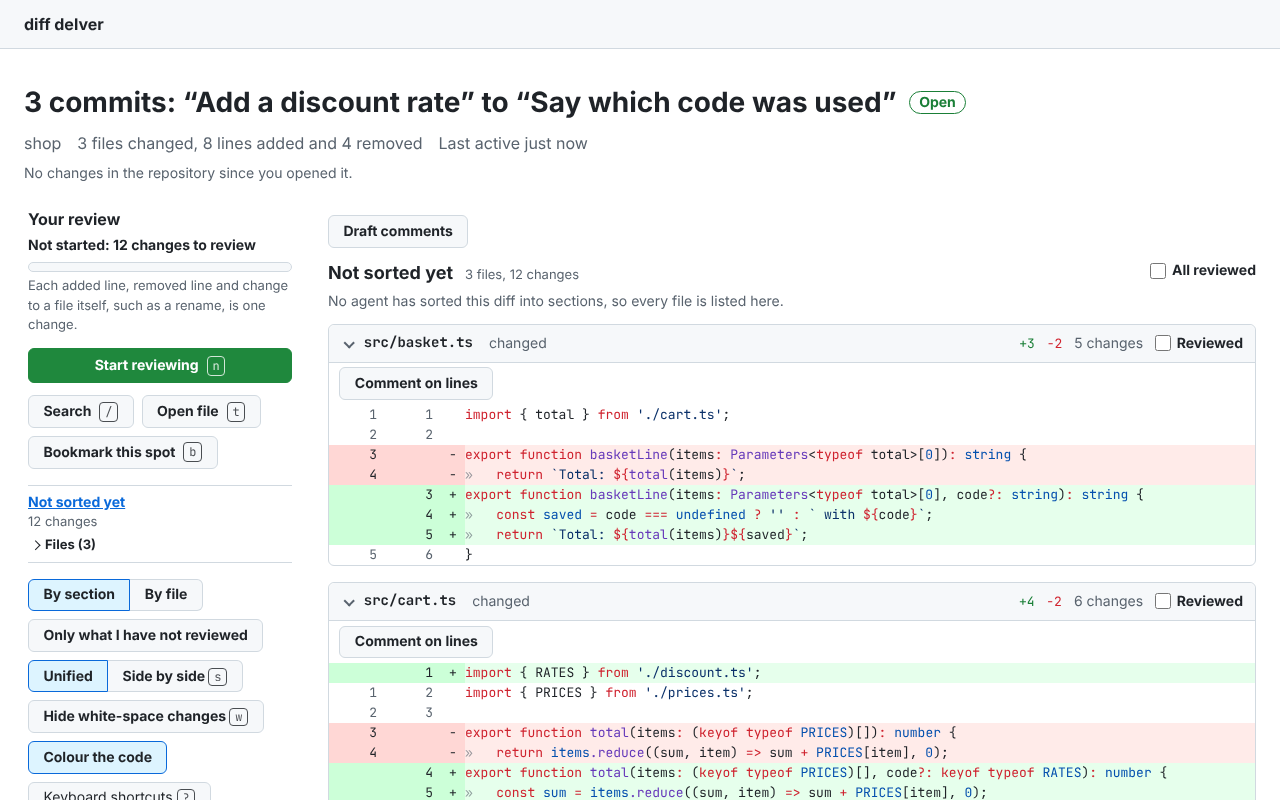 diff delver
3 commits: “Add a discount rate” to “Say which code was used” Open
shop 3 files changed, 8 lines added and 4 removed Last active just now
No changes in the repository since you opened it.
Your review
Not started: 12 changes to review
Each added line, removed line and change
to a file itself, such as a rename, is one
change.
Start reviewing n
Search / Open file t
Bookmark this spot b
Not sorted yet
12 changes
Files (3)
By section By file
Only what I have not reviewed
Unified Side by side s
Hide white-space changes w
Colour the code
Keyboard shortcuts ?
Draft comments
Not sorted yet 3 files, 12 changes All reviewed
No agent has sorted this diff into sections, so every file is listed here.
src/basket.ts changed +3 -2 5 changes Reviewed
Comment on lines
1 1 import { total } from './cart.ts';
2 2
3 - export function basketLine(items: Parameters<typeof total>[0]): string {
4 - » return `Total: ${total(items)}`;
3 + export function basketLine(items: Parameters<typeof total>[0], code?: string): string {
4 + » const saved = code === undefined ? '' : ` with ${code}`;
5 + » return `Total: ${total(items)}${saved}`;
5 6 }
src/cart.ts changed +4 -2 6 changes Reviewed
Comment on lines
1 + import { RATES } from './discount.ts';
1 2 import { PRICES } from './prices.ts';
2 3
3 - export function total(items: (keyof typeof PRICES)[]): number {
4 - » return items.reduce((sum, item) => sum + PRICES[item], 0);
4 + export function total(items: (keyof typeof PRICES)[], code?: keyof typeof RATES): number {
5 + » const sum = items.reduce((sum, item) => sum + PRICES[item], 0);